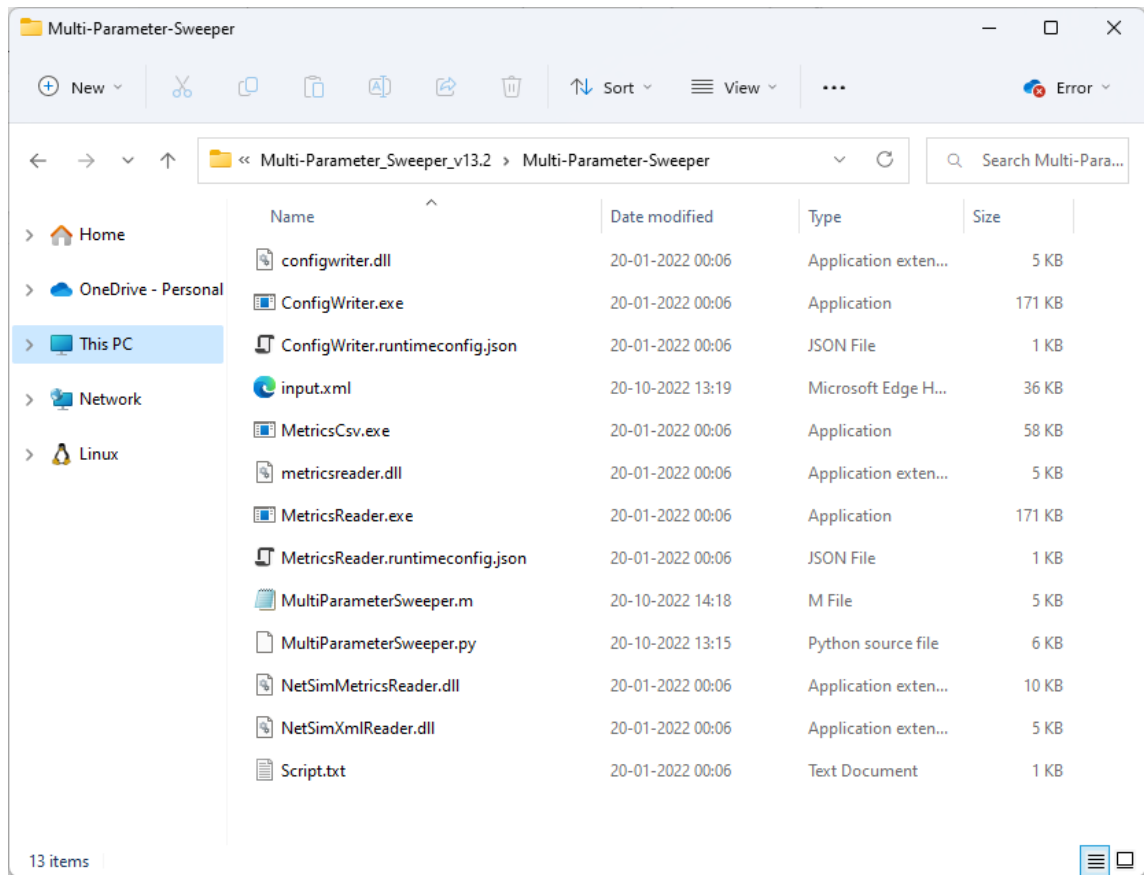 Multi-Parameter-Sweeper
New Sort View ... Error
« Multi-Parameter_Sweeper_v13.2 > Multi-Parameter-Sweeper Search Multi-Para...
Home
OneDrive - Personal
This PC
Network
Linux
Name Date modified Type Size
configwriter.dll 20-01-2022 00:06 Application exten... 5 KB
ConfigWriter.exe 20-01-2022 00:06 Application 171 KB
ConfigWriter.runtimeconfig.json 20-01-2022 00:06 JSON File 1 KB
input.xml 20-10-2022 13:19 Microsoft Edge H... 36 KB
MetricsCsv.exe 20-01-2022 00:06 Application 58 KB
metricsreader.dll 20-01-2022 00:06 Application exten... 5 KB
MetricsReader.exe 20-01-2022 00:06 Application 171 KB
MetricsReader.runtimeconfig.json 20-01-2022 00:06 JSON File 1 KB
MultiParameterSweeper.m 20-10-2022 14:18 M File 5 KB
MultiParameterSweeper.py 20-10-2022 13:15 Python source file 6 KB
NetSimMetricsReader.dll 20-01-2022 00:06 Application exten... 10 KB
NetSimXmlReader.dll 20-01-2022 00:06 Application exten... 5 KB
Script.txt 20-01-2022 00:06 Text Document 1 KB
13 items